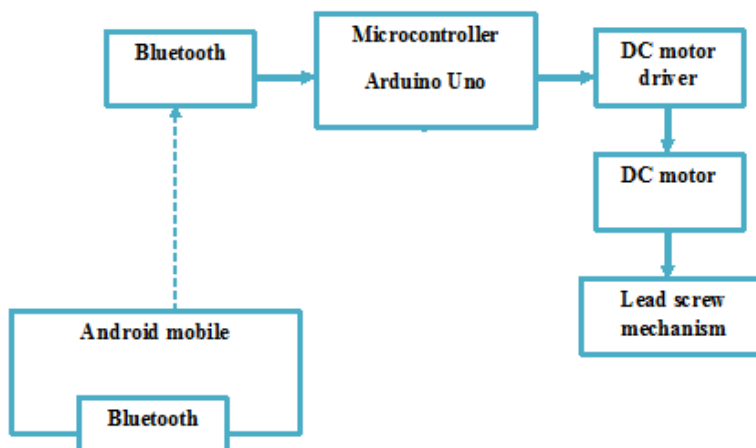 Bluetooth
Microcontroller
Arduino Uno
DC motor
driver
DC motor
Lead screw
mechanism
Android mobile
Bluetooth